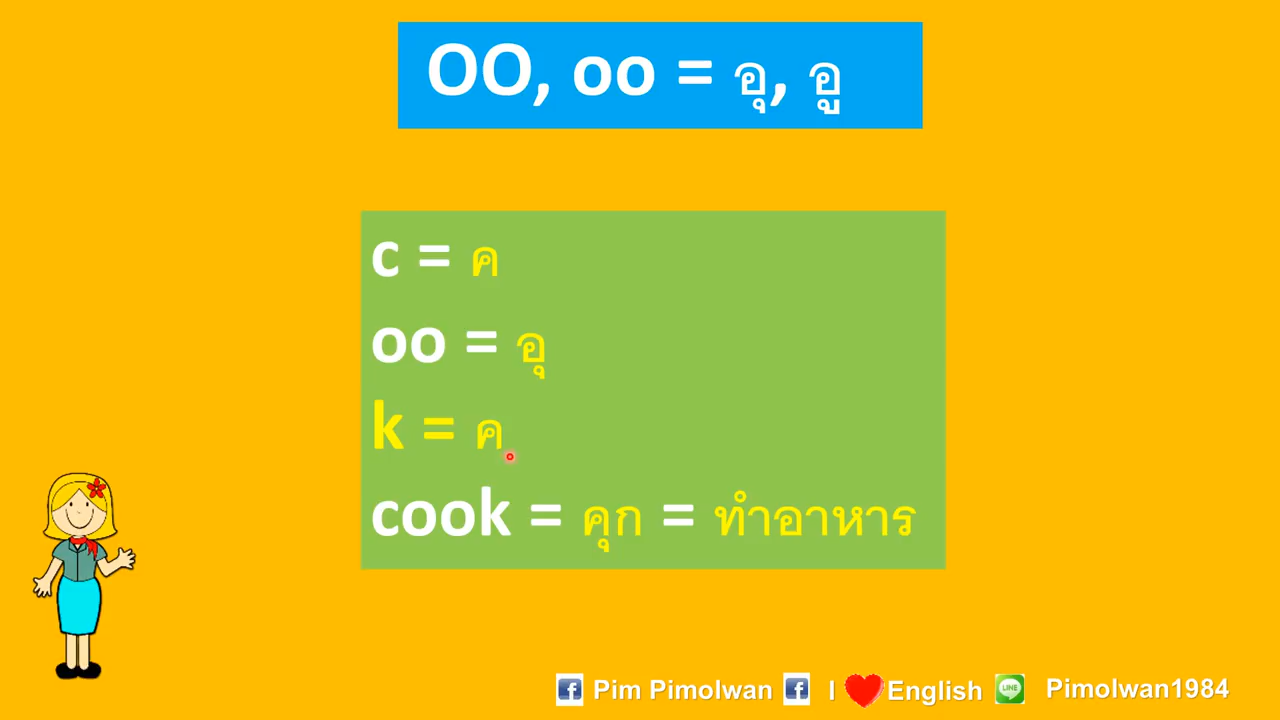 OO, oo = อุ, อู
c = ค
oo = อุ
k = ค
cook = คุก = ทำอาหาร
Pim Pimolwan I English Pimolwan1984